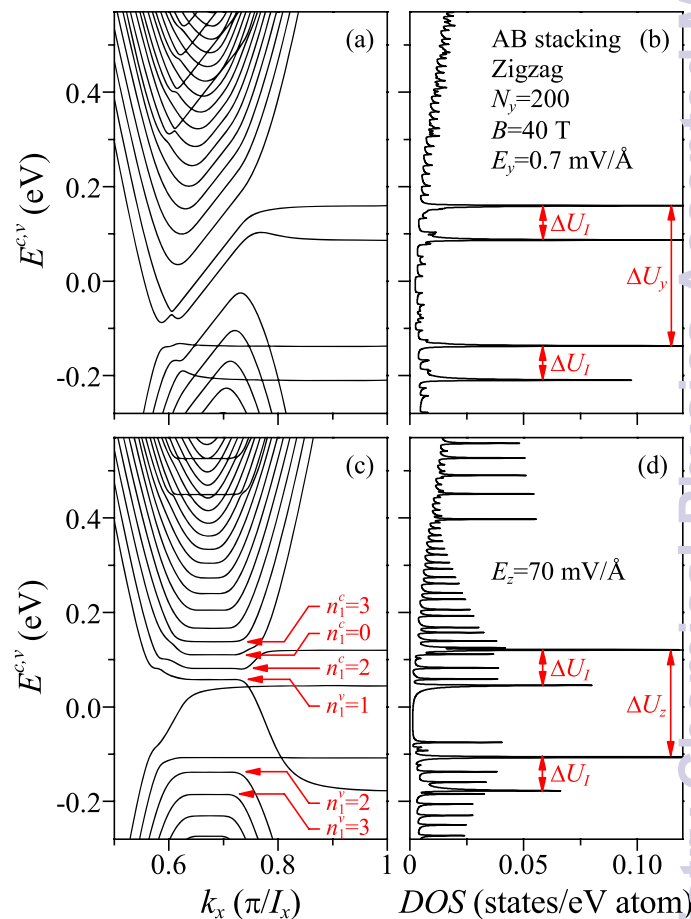 (a)
(b)
AB stacking
Zigzag
N_y=200
B=40 T
E_y=0.7 mV/Å
0.4
0.2
0.0
-0.2
E^{c,v} (eV)
ΔU_I
ΔU_y
ΔU_I
(c)
(d)
E_z=70 mV/Å
0.4
0.2
0.0
-0.2
E^{c,v} (eV)
n_1^c=3
n_1^c=0
n_1^c=2
n_1^v=1
n_1^v=2
n_1^v=3
ΔU_I
ΔU_z
ΔU_I
0.6 0.8 1
0 0.05 0.10
k_x (π/I_x)
DOS (states/eV atom)